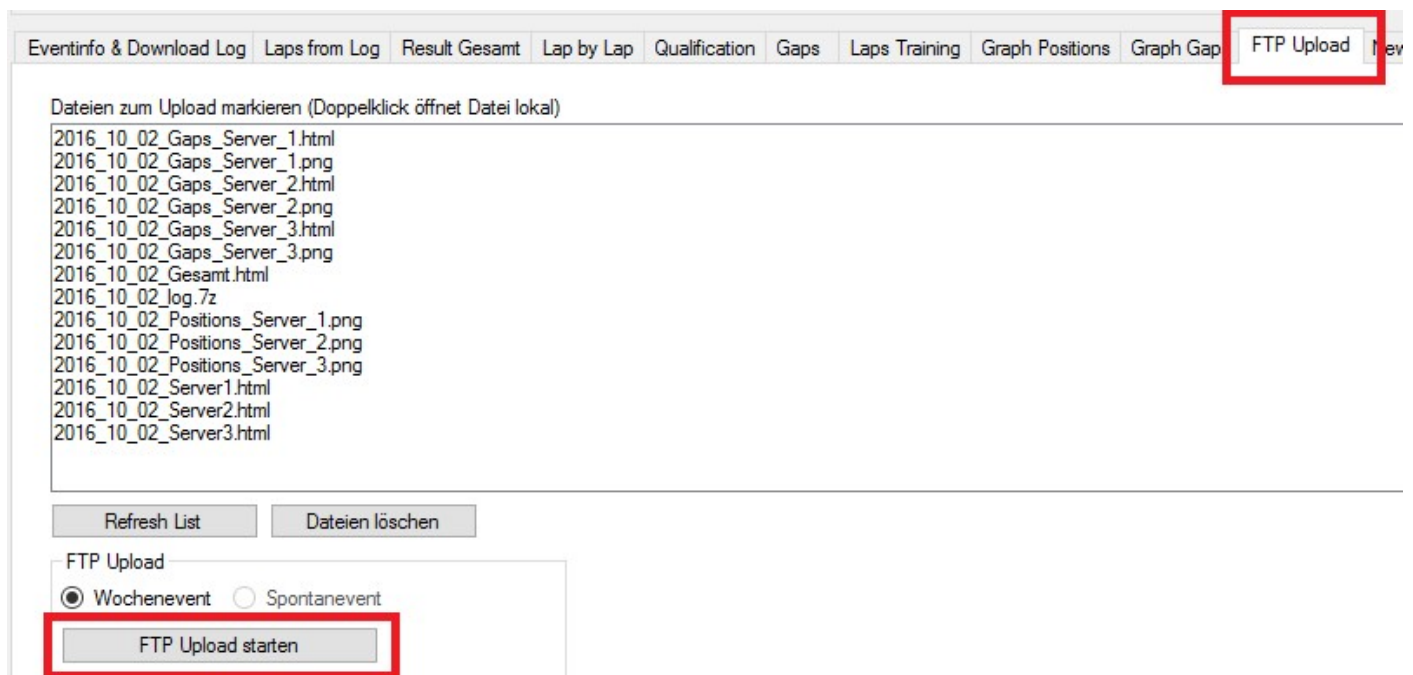 Eventinfo & Download Log Laps from Log Result Gesamt Lap by Lap Qualification Gaps Laps Training Graph Positions Graph Gap FTP Upload
Dateien zum Upload markieren (Doppelklick öffnet Datei lokal)
2016_10_02_Gaps_Server_1.html
2016_10_02_Gaps_Server_1.png
2016_10_02_Gaps_Server_2.html
2016_10_02_Gaps_Server_2.png
2016_10_02_Gaps_Server_3.html
2016_10_02_Gaps_Server_3.png
2016_10_02_Gesamt.html
2016_10_02_log.7z
2016_10_02_Positions_Server_1.png
2016_10_02_Positions_Server_2.png
2016_10_02_Positions_Server_3.png
2016_10_02_Server1.html
2016_10_02_Server2.html
2016_10_02_Server3.html
Refresh List Dateien löschen
FTP Upload
Wochenevent Spontanevent
FTP Upload starten